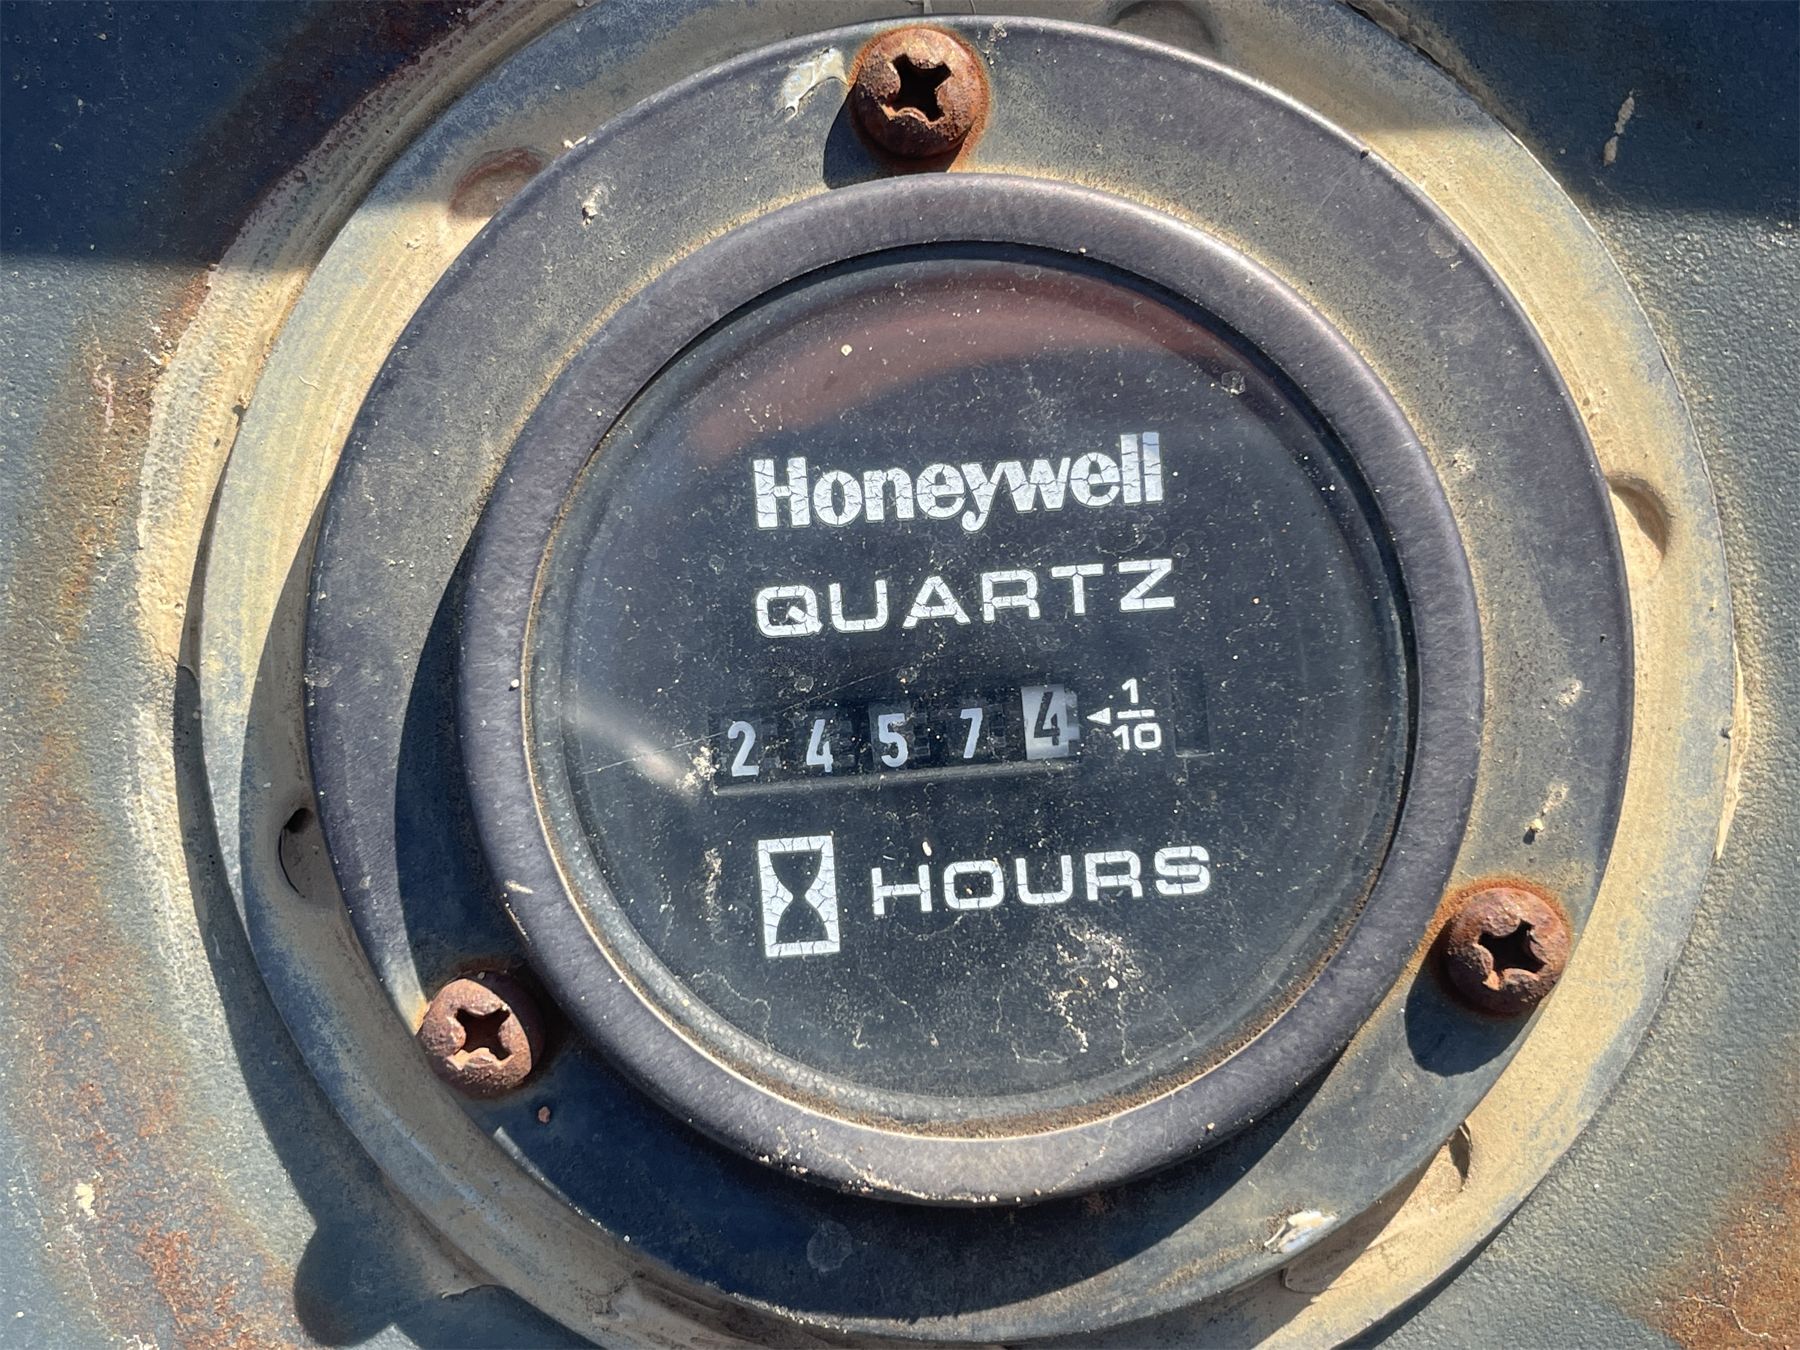 Honeywell
QUARTZ
24574 ◄ 1/10
HOURS